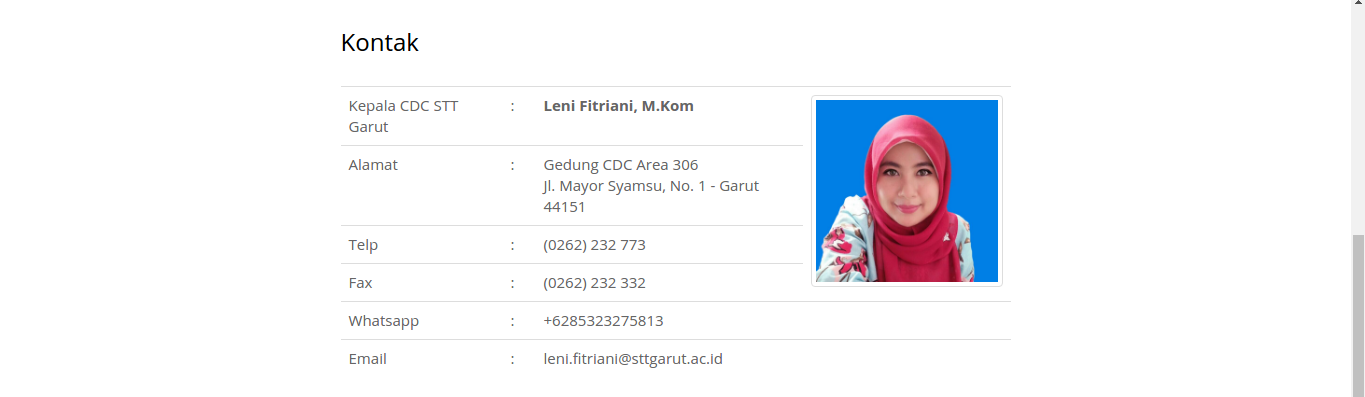 Kontak
Kepala CDC STT Garut : Leni Fitriani, M.Kom
Alamat : Gedung CDC Area 306
Jl. Mayor Syamsu, No. 1 - Garut
44151
Telp : (0262) 232 773
Fax : (0262) 232 332
Whatsapp : +6285323275813
Email : leni.fitriani@sttgarut.ac.id